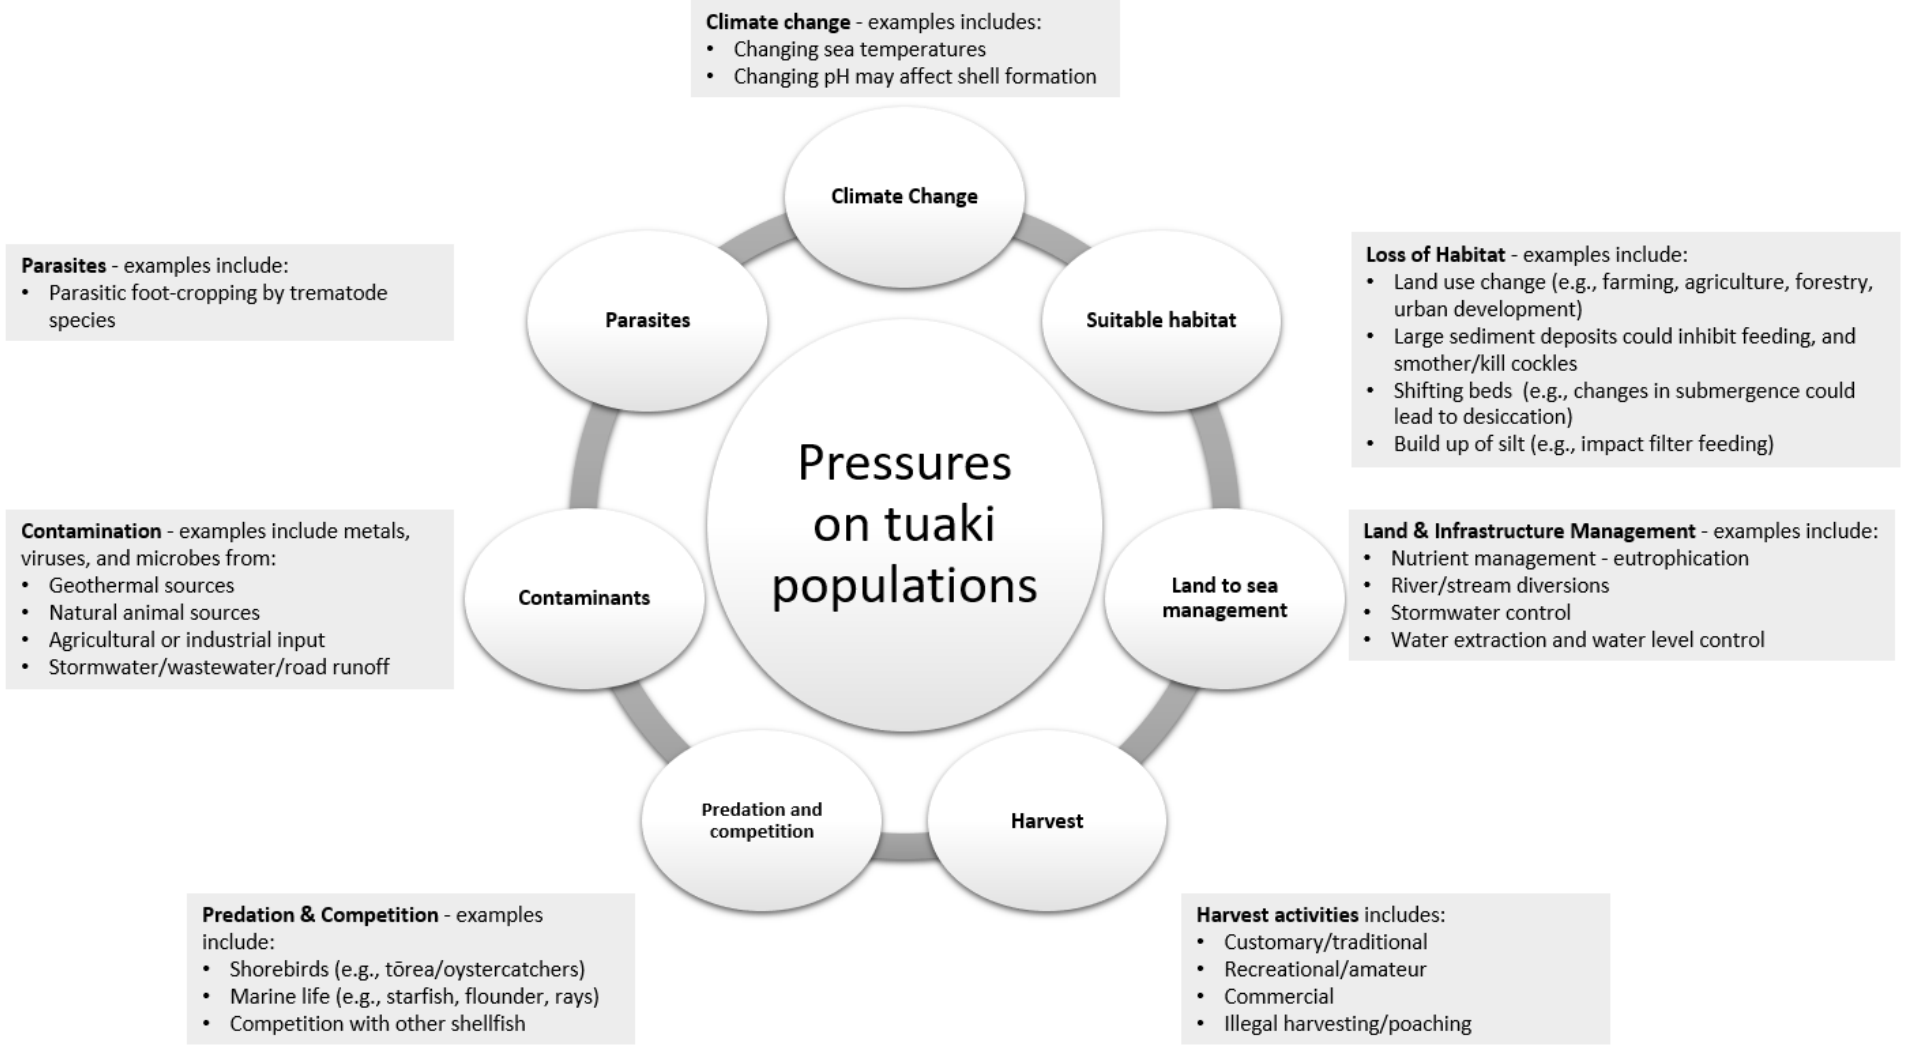 Climate change - examples includes:
• Changing sea temperatures
• Changing pH may affect shell formation
Climate Change
Parasites - examples include:
• Parasitic foot-cropping by trematode
species
Parasites
Suitable habitat
Loss of Habitat - examples include:
• Land use change (e.g., farming, agriculture, forestry,
urban development)
• Large sediment deposits could inhibit feeding, and
smother/kill cockles
• Shifting beds (e.g., changes in submergence could
lead to desiccation)
• Build up of silt (e.g., impact filter feeding)
Pressures
on tuaki
populations
Contamination - examples include metals,
viruses, and microbes from:
• Geothermal sources
• Natural animal sources
• Agricultural or industrial input
• Stormwater/wastewater/road runoff
Contaminants
Land to sea
management
Land & Infrastructure Management - examples include:
• Nutrient management - eutrophication
• River/stream diversions
• Stormwater control
• Water extraction and water level control
Predation and
competition
Harvest
Predation & Competition - examples
include:
• Shorebirds (e.g., tōrea/oystercatchers)
• Marine life (e.g., starfish, flounder, rays)
• Competition with other shellfish
Harvest activities includes:
• Customary/traditional
• Recreational/amateur
• Commercial
• Illegal harvesting/poaching